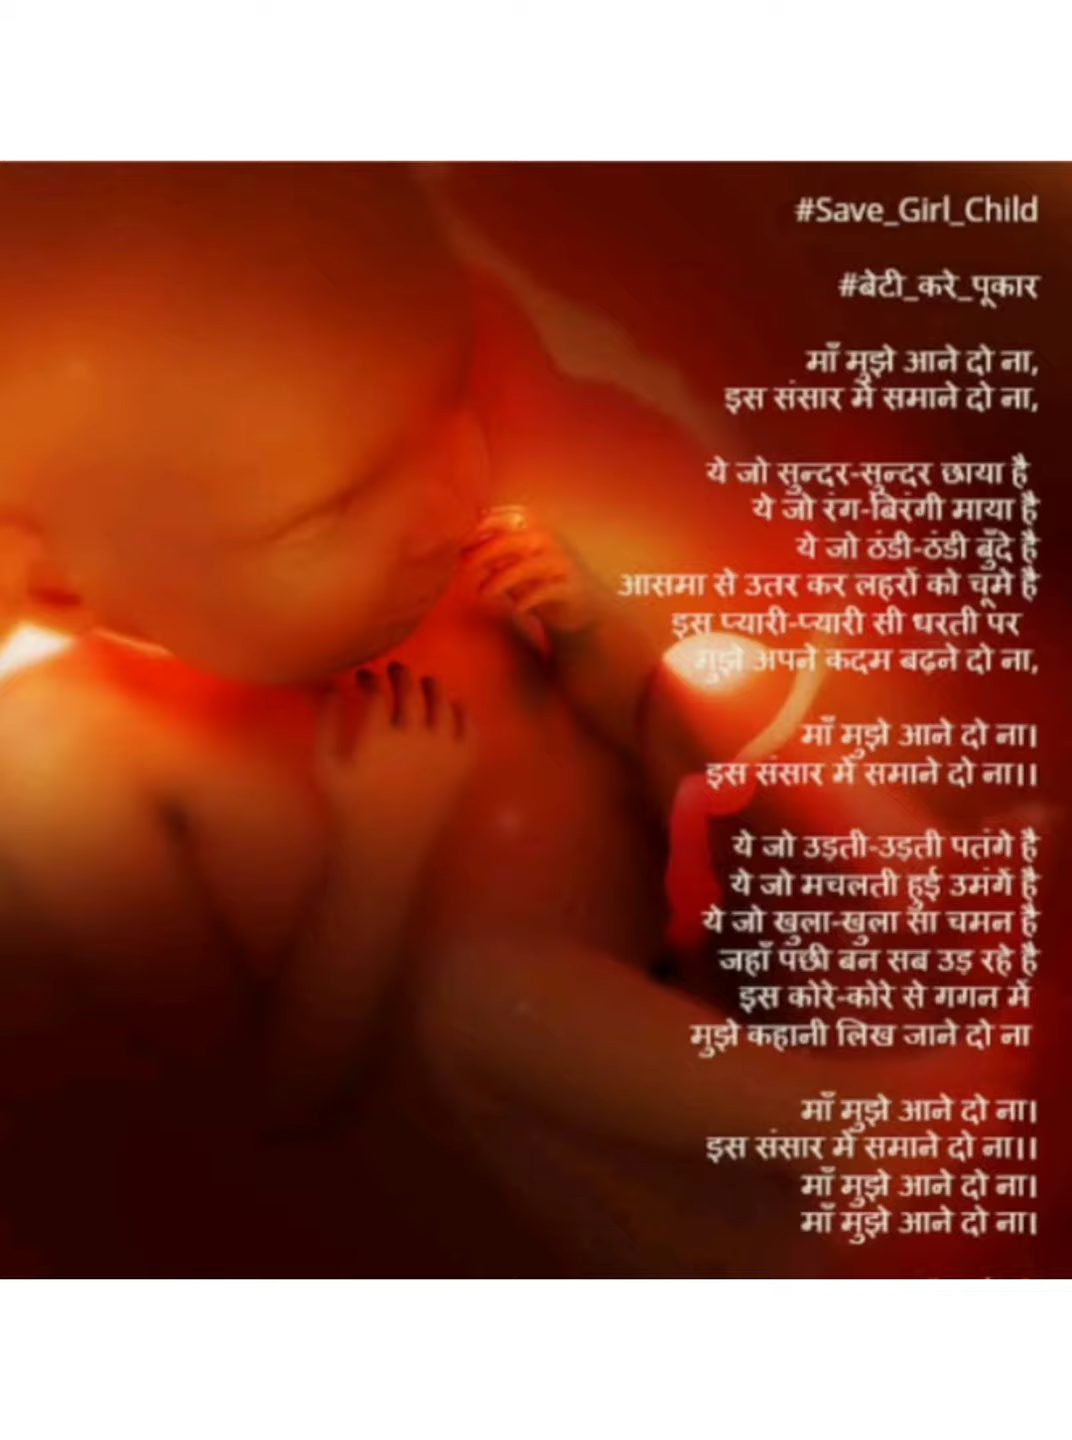 #Save_Girl_Child
#बेटी_करे_पूकार
माँ मुझे आने दो ना,
इस संसार में समाने दो ना,
ये जो सुन्दर-सुन्दर छाया है
ये जो रंग-बिरंगी माया है
ये जो ठंडी-ठंडी बुँदे है
आसमा से उतर कर लहरों को चूमे है
इस प्यारी-प्यारी सी धरती पर
मुझे अपने कदम बढ़ने दो ना,
माँ मुझे आने दो ना।
इस संसार में समाने दो ना।।
ये जो उड़ती-उड़ती पतंगे है
ये जो मचलती हुई उमंगें है
ये जो खुला-खुला सा चमन है
जहाँ पंछी बन सब उड़ रहे है
इस कोरे-कोरे से गगन में
मुझे कहानी लिख जाने दो ना
माँ मुझे आने दो ना।
इस संसार में समाने दो ना।।
माँ मुझे आने दो ना।
माँ मुझे आने दो ना।